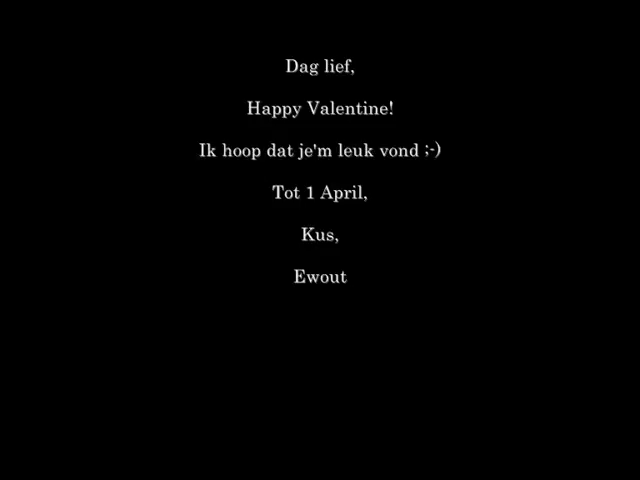 Dag lief,
Happy Valentine!
Ik hoop dat je'm leuk vond ;-)
Tot 1 April,
Kus,
Ewout